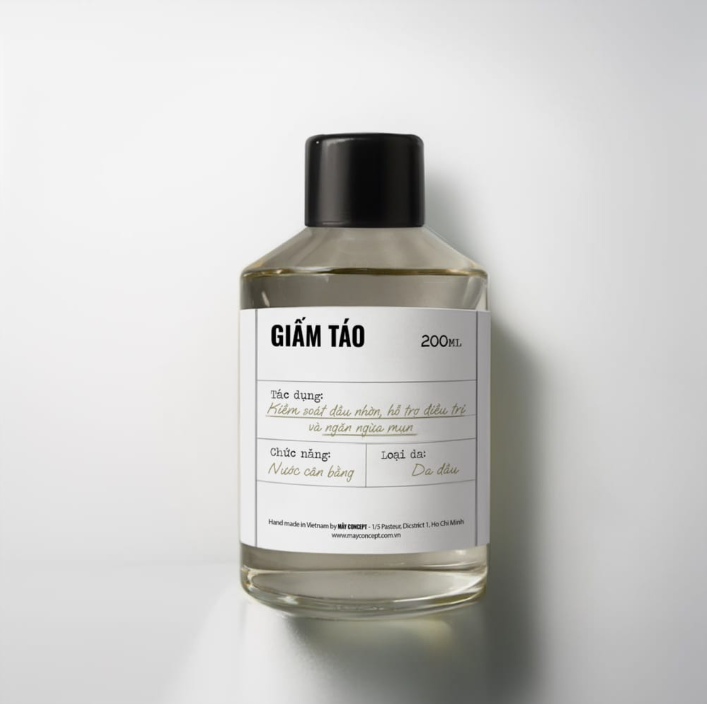 GIẤM TÁO
200ML
Tác dụng:
Kiểm soát dầu nhờn, hỗ trợ điều trị
và ngăn ngừa mụn
Chức năng:
Nước cân bằng
Loại da:
Da dầu
Hand made in Vietnam by MÂY CONCEPT - 1/5 Pasteur, Dicstrict 1, Ho Chi Minh
www.mayconcept.com.vn